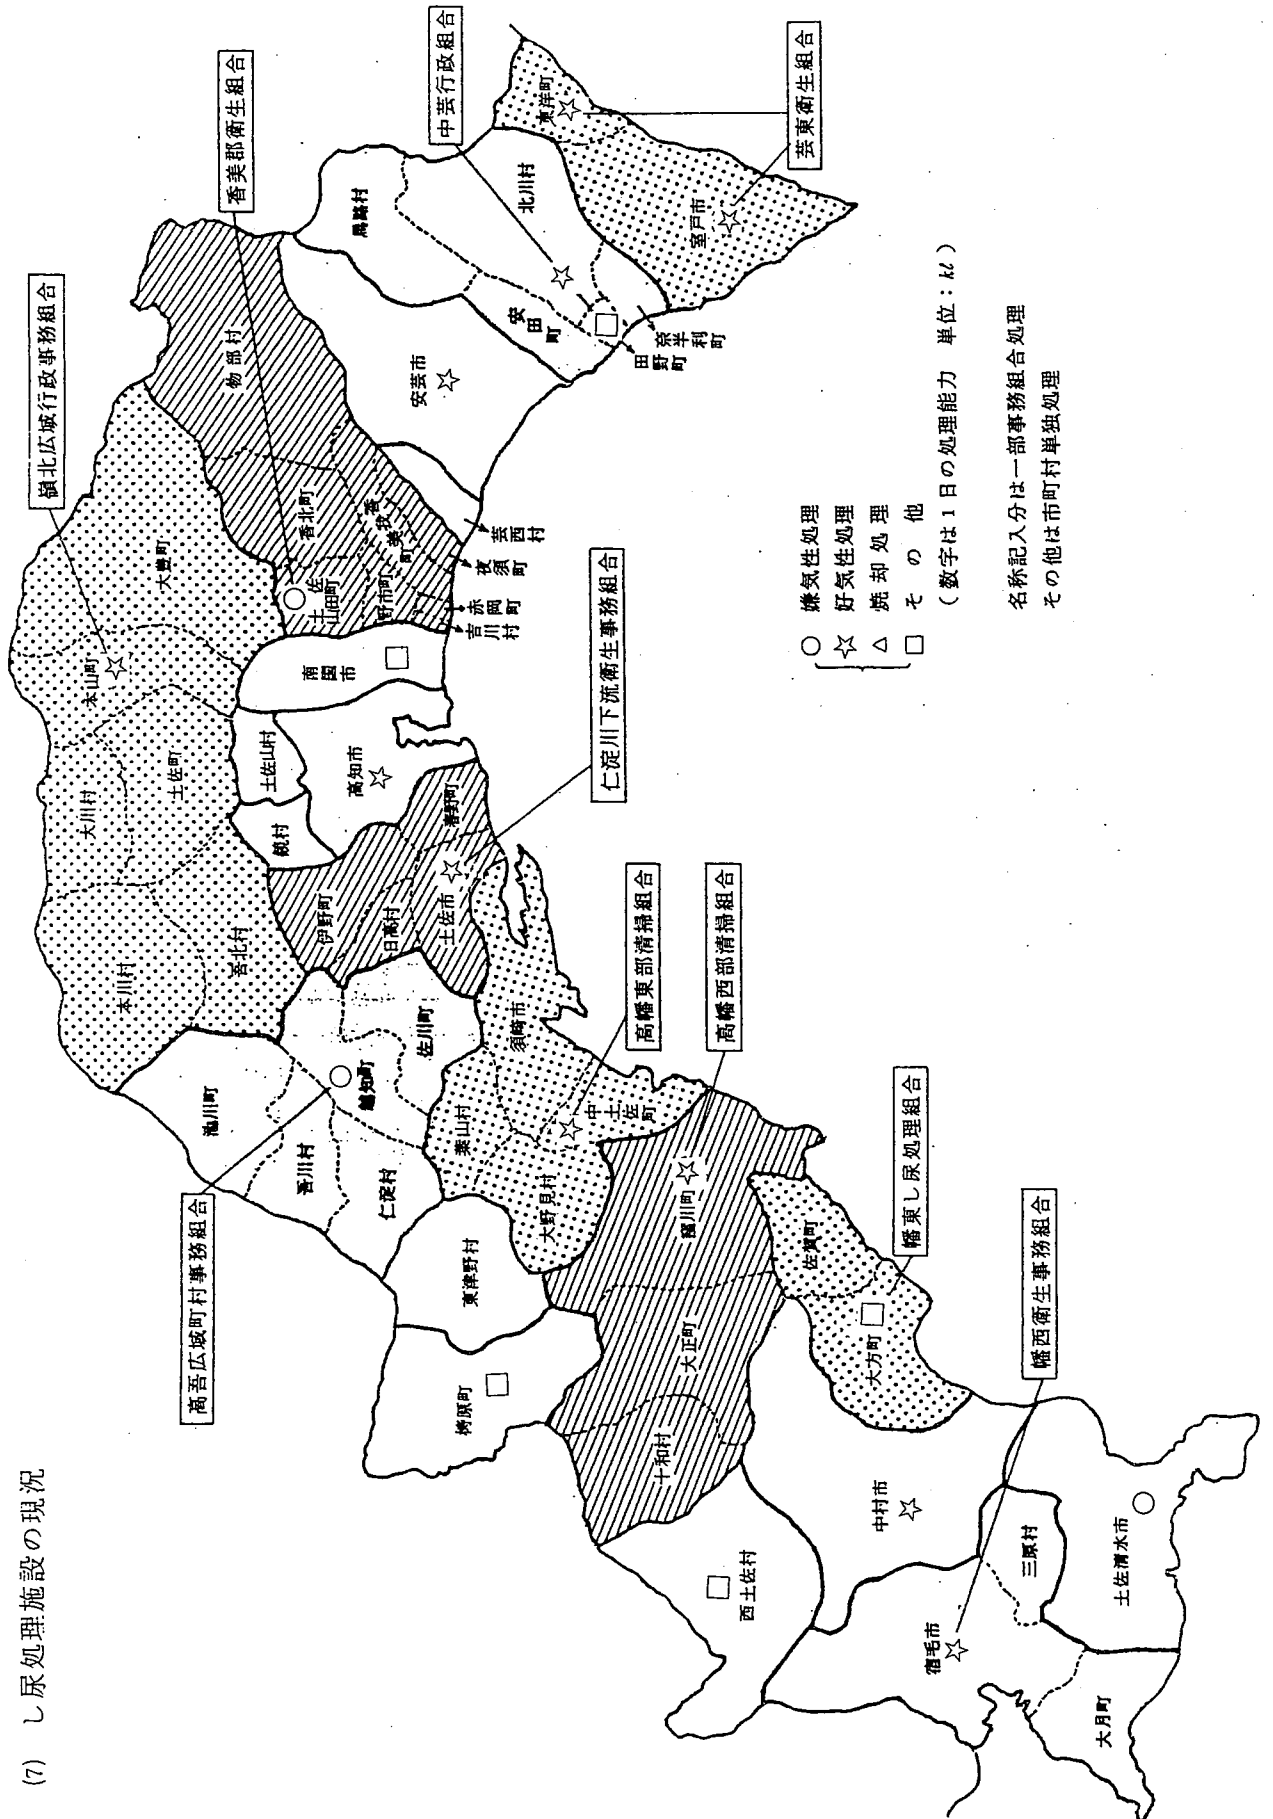 (7) し尿処理施設の現況
嶺北広域行政事務組合
香美郡衛生組合
中芸行政組合
芸東衛生組合
仁淀川下流衛生事務組合
高幡東部清掃組合
高幡西部清掃組合
幡東し尿処理組合
幡西衛生事務組合
高吾広域町村事務組合
本川村
大川村
本山町
大豊町
土佐町
吾北村
物部村
香北町
土佐山田町
香我美町
野市町
夜須町
赤岡町
吉川村
芸西村
安芸市
馬路村
北川村
安田町
田野町
奈半利町
東洋町
室戸市
南国市
土佐山村
鏡村
高知市
春野町
伊野町
日高村
土佐市
池川町
吾川村
仁淀村
越知町
佐川町
須崎市
葉山村
中土佐町
大野見村
東津野村
梼原町
窪川町
大正町
十和村
佐賀町
大方町
西土佐村
中村市
宿毛市
三原村
土佐清水市
大月町
○ 嫌気性処理
☆ 好気性処理
△ 焼却処理
□ その他
(数字は1日の処理能力 単位:kl)
名称記入分は一部事務組合処理
その他は市町村単独処理